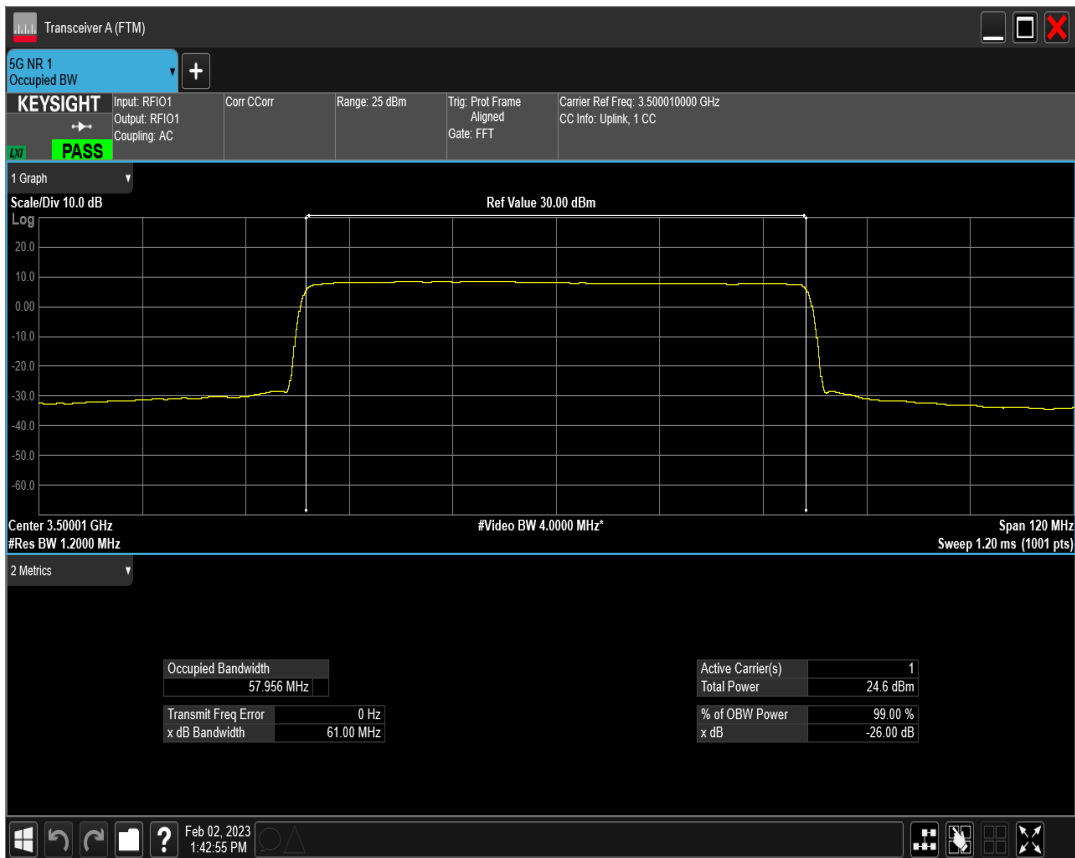 Transceiver A (FTM)
5G NR 1
Occupied BW
+
KEYSIGHT
LXI
PASS
Input: RFIO1
Output: RFIO1
Coupling: AC
Corr CCorr
Range: 25 dBm
Trig: Prot Frame
Aligned
Gate: FFT
Carrier Ref Freq: 3.500010000 GHz
CC Info: Uplink, 1 CC
1 Graph
Scale/Div 10.0 dB
Ref Value 30.00 dBm
Log
20.0
10.0
0.00
-10.0
-20.0
-30.0
-40.0
-50.0
-60.0
Center 3.50001 GHz
#Video BW 4.0000 MHz*
Span 120 MHz
#Res BW 1.2000 MHz
Sweep 1.20 ms (1001 pts)
2 Metrics
Occupied Bandwidth
57.956 MHz
Transmit Freq Error 0 Hz
x dB Bandwidth 61.00 MHz
Active Carrier(s) 1
Total Power 24.6 dBm
% of OBW Power 99.00 %
x dB -26.00 dB
?
Feb 02, 2023
1:42:55 PM